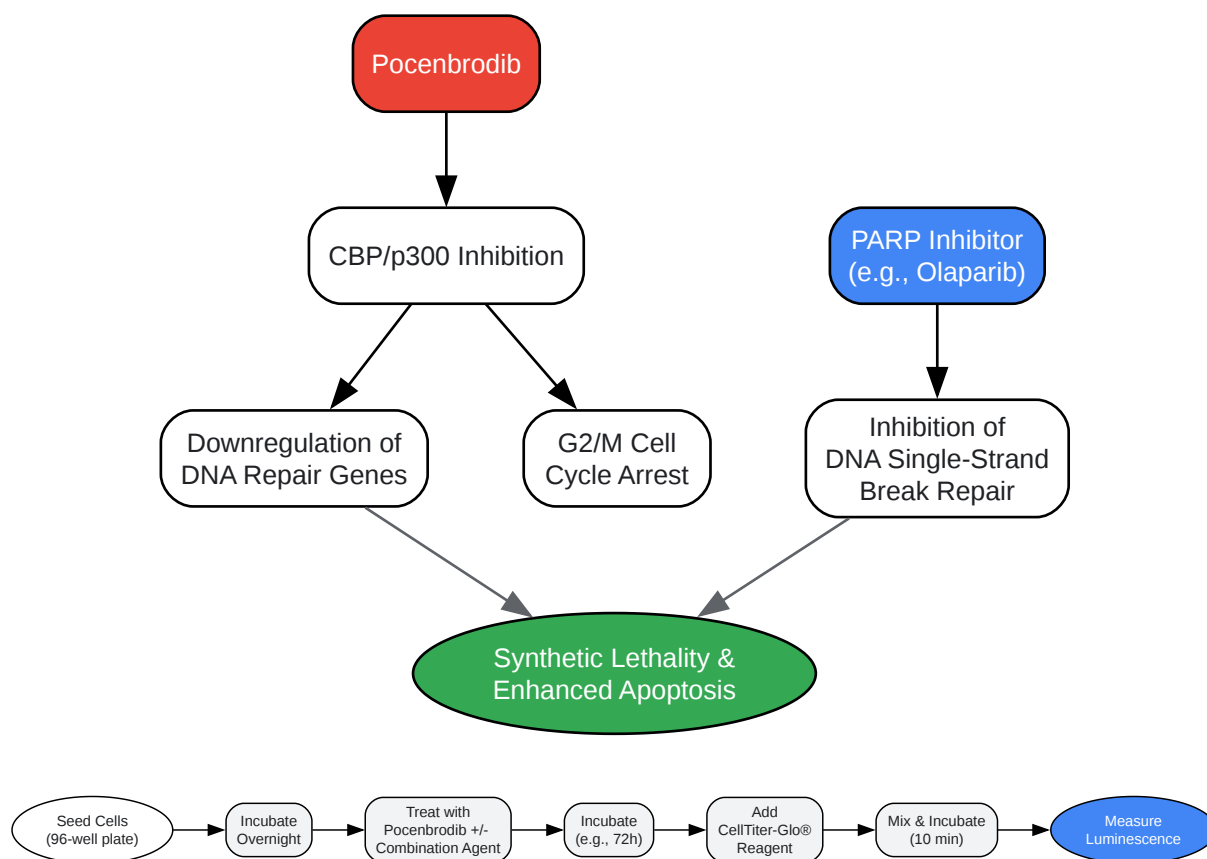 Pocenbrodib
CBP/p300 Inhibition
PARP Inhibitor
(e.g., Olaparib)
Downregulation of
DNA Repair Genes
G2/M Cell
Cycle Arrest
Inhibition of
DNA Single-Strand
Break Repair
Synthetic Lethality &
Enhanced Apoptosis
Seed Cells
(96-well plate)
Incubate
Overnight
Treat with
Pocenbrodib +/-
Combination Agent
Incubate
(e.g., 72h)
Add
CellTiter-Glo®
Reagent
Mix & Incubate
(10 min)
Measure
Luminescence